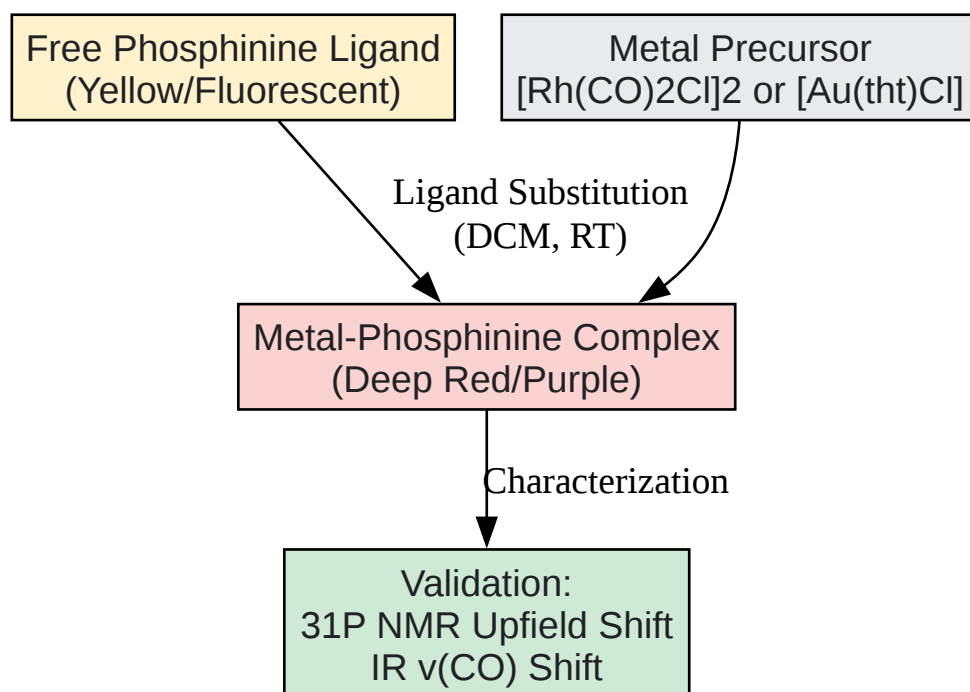 Free Phosphinine Ligand
(Yellow/Fluorescent)
Metal Precursor
[Rh(CO)2Cl]2 or [Au(tht)Cl]
Ligand Substitution
(DCM, RT)
Metal-Phosphinine Complex
(Deep Red/Purple)
Characterization
Validation:
31P NMR Upfield Shift
IR v(CO) Shift